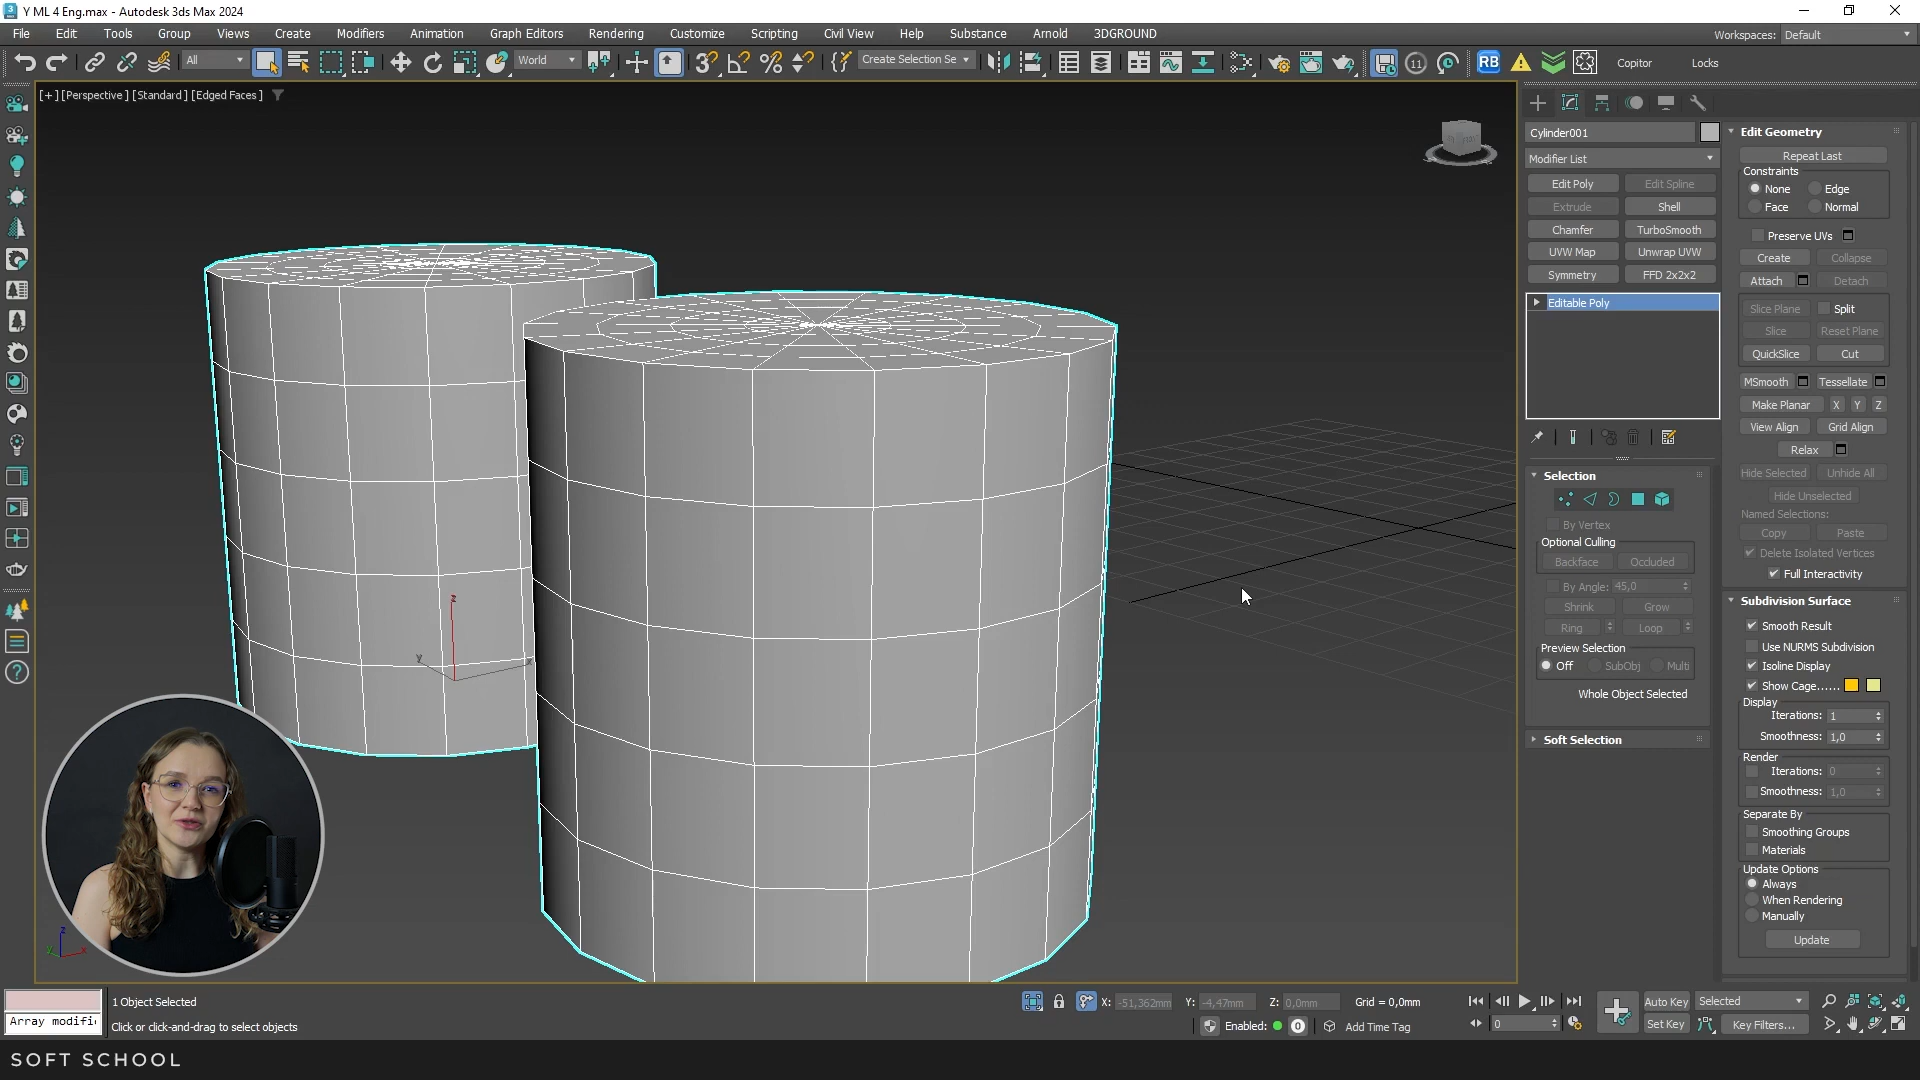 Y ML 4 Eng.max - Autodesk 3ds Max 2024
File Edit Tools Group Views Create Modifiers Animation Graph Editors Rendering Customize Scripting Civil View Help Substance Arnold 3DGROUND
Workspaces: Default
All World Create Selection Se 11 RB Copitor Locks
[+] [Perspective] [Standard] [Edged Faces]
Cylinder001
Modifier List
Edit Poly Edit Spline
Extrude Shell
Chamfer TurboSmooth
UVW Map Unwrap UVW
Symmetry FFD 2x2x2
Editable Poly
Selection
By Vertex
Optional Culling
Backface Occluded
By Angle: 45,0
Shrink Grow
Ring Loop
Preview Selection
Off SubObj Multi
Whole Object Selected
Soft Selection
Edit Geometry
Repeat Last
Constraints
None Edge
Face Normal
Preserve UVs
Create Collapse
Attach Detach
Slice Plane Split
Slice Reset Plane
QuickSlice Cut
MSmooth Tessellate
Make Planar X Y Z
View Align Grid Align
Relax
Hide Selected Unhide All
Hide Unselected
Named Selections:
Copy Paste
Delete Isolated Vertices
Full Interactivity
Subdivision Surface
Smooth Result
Use NURMS Subdivision
Isoline Display
Show Cage......
Display
Iterations: 1
Smoothness: 1,0
Render
Iterations: 0
Smoothness: 1,0
Separate By
Smoothing Groups
Materials
Update Options
Always
When Rendering
Manually
Update
z
y
x
z
y
x
1 Object Selected
X: -51,362mm Y: -4,47mm Z: 0,0mm Grid = 0,0mm
Auto Key Selected
Array modifi
Click or click-and-drag to select objects
Enabled: 0 Add Time Tag
0
Set Key Key Filters...
SOFT SCHOOL